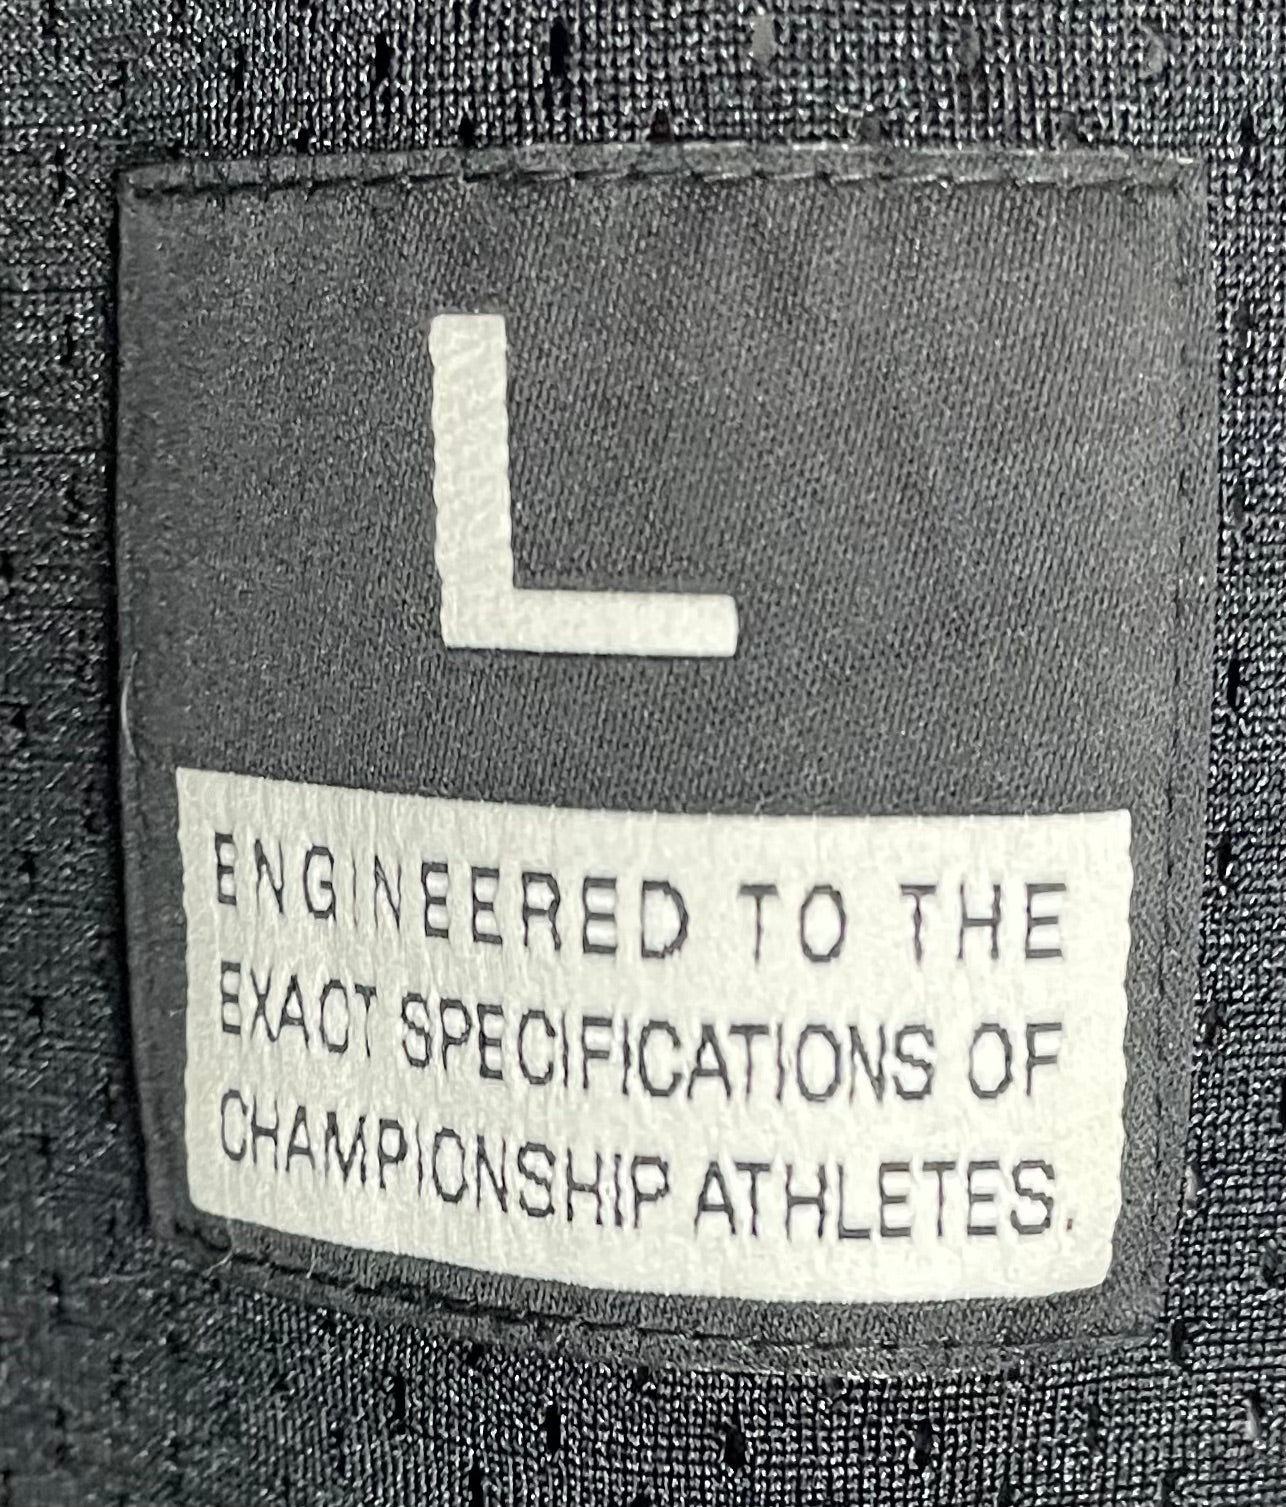 L
ENGINEERED TO THE
EXACT SPECIFICATIONS OF
CHAMPIONSHIP ATHLETES.